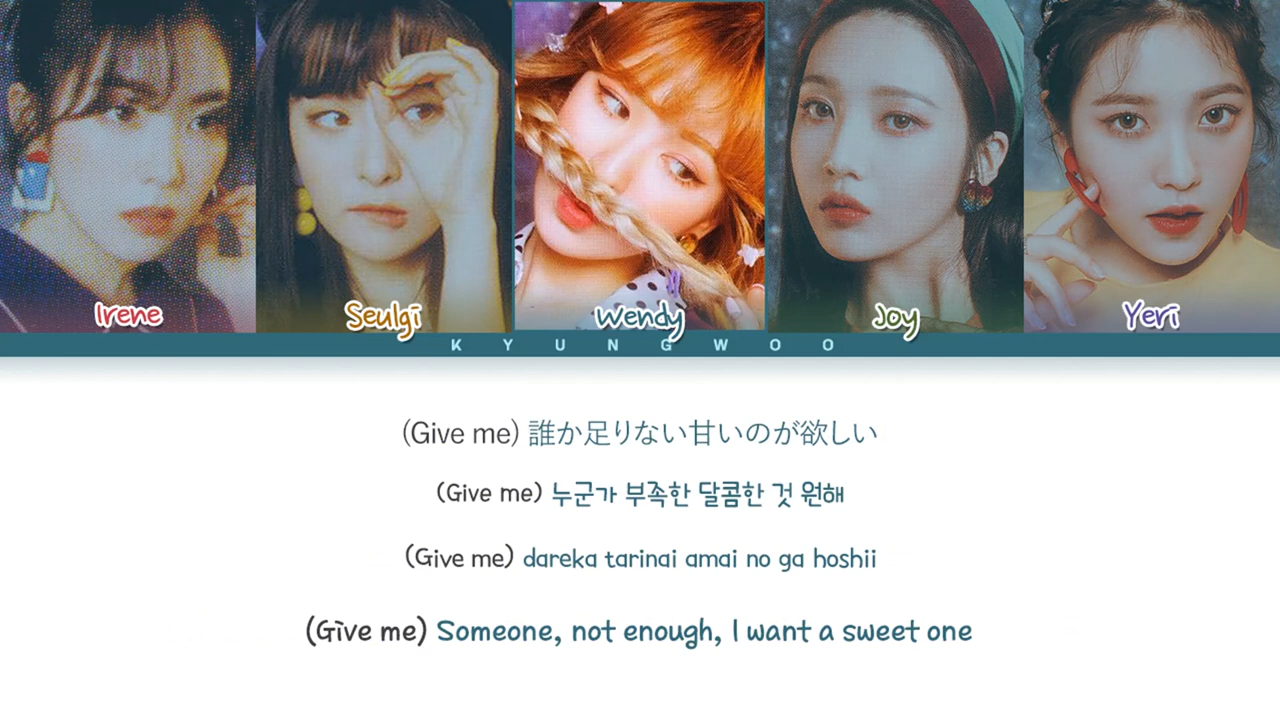 Irene Seulgi Wendy Joy Yeri
KYUNGWOO
(Give me) 誰か足りない甘いのが欲しい
(Give me) 누군가 부족한 달콤한 것 원해
(Give me) dareka tarinai amai no ga hoshii
(Give me) Someone, not enough, I want a sweet one